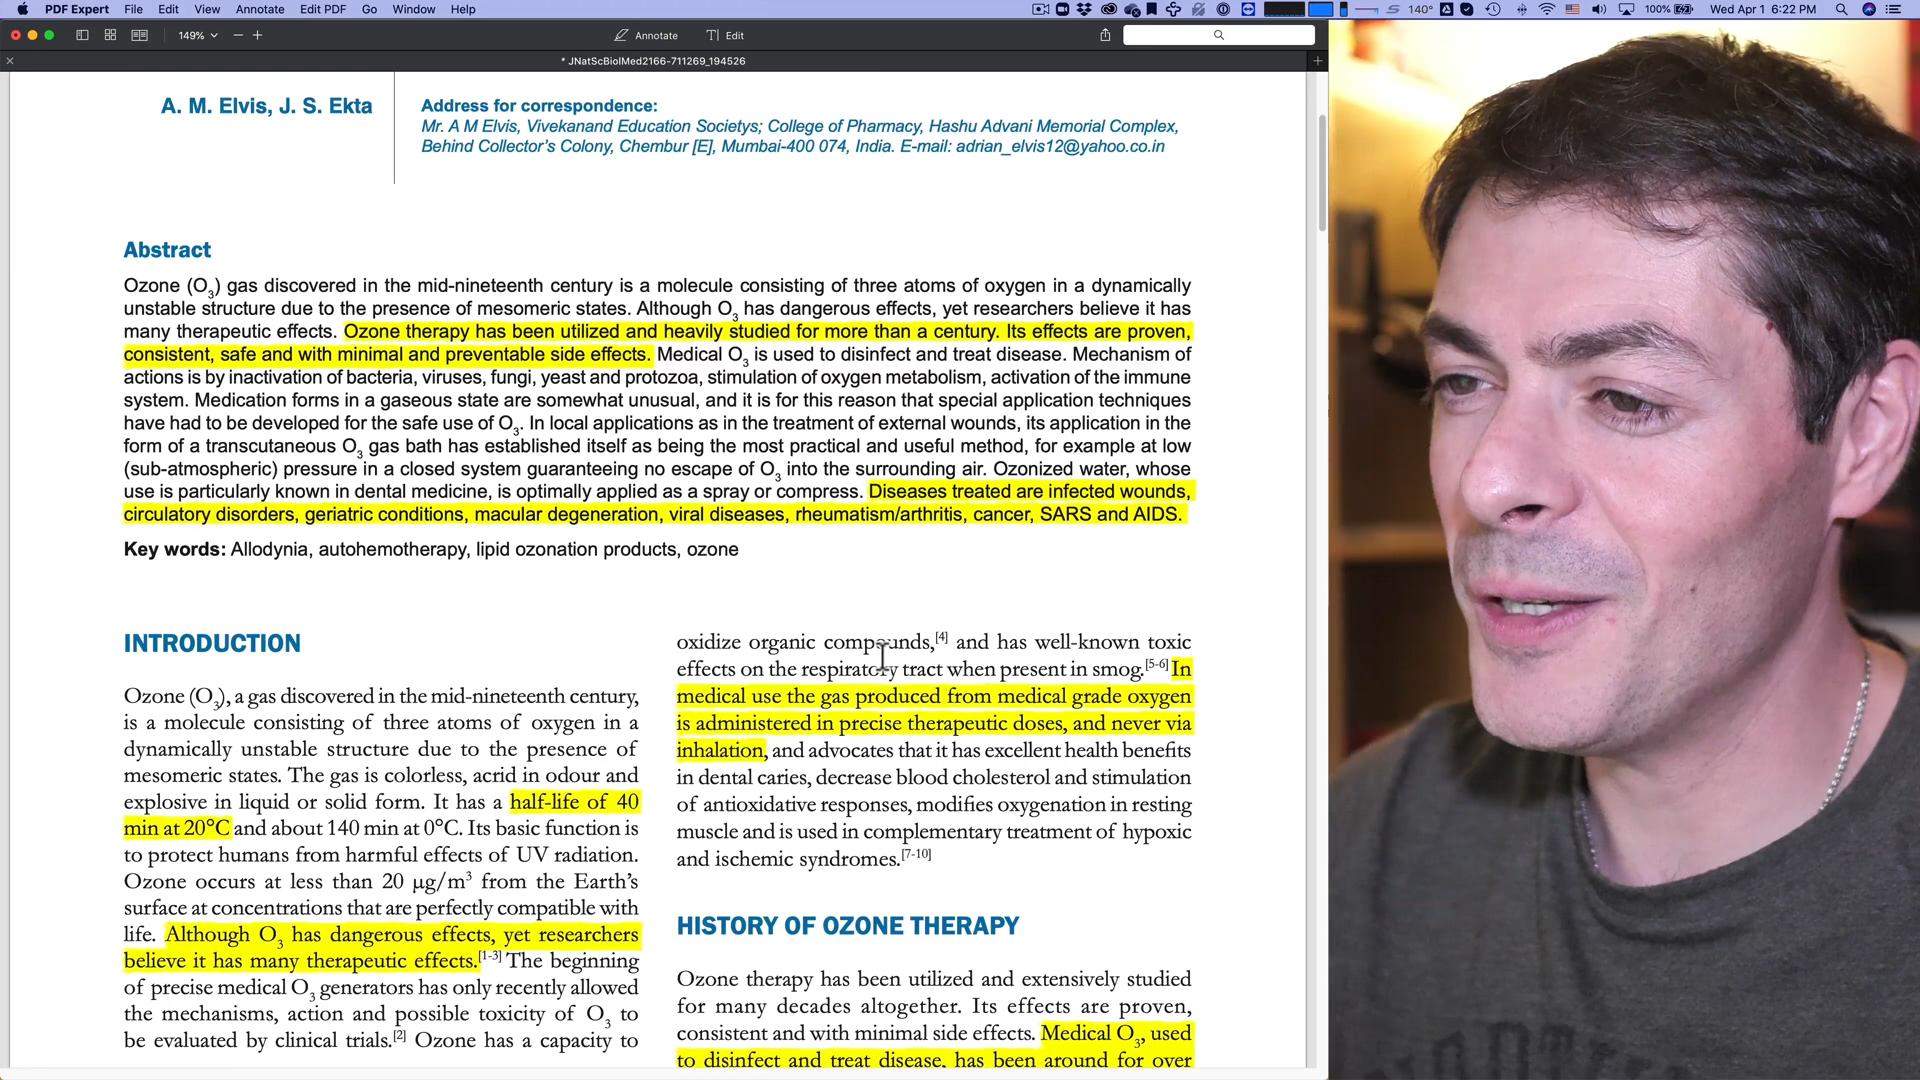 PDF Expert File Edit View Annotate Edit PDF Go Window Help 140° 100% Wed Apr 1 6:22 PM
149% Annotate Edit
* JNatScBiolMed2166-711269_194526
A. M. Elvis, J. S. Ekta
Address for correspondence:
Mr. A M Elvis, Vivekanand Education Societys; College of Pharmacy, Hashu Advani Memorial Complex,
Behind Collector's Colony, Chembur [E], Mumbai-400 074, India. E-mail: adrian_elvis12@yahoo.co.in
Abstract
Ozone (O3) gas discovered in the mid-nineteenth century is a molecule consisting of three atoms of oxygen in a dynamically
unstable structure due to the presence of mesomeric states. Although O3 has dangerous effects, yet researchers believe it has
many therapeutic effects. Ozone therapy has been utilized and heavily studied for more than a century. Its effects are proven,
consistent, safe and with minimal and preventable side effects. Medical O3 is used to disinfect and treat disease. Mechanism of
actions is by inactivation of bacteria, viruses, fungi, yeast and protozoa, stimulation of oxygen metabolism, activation of the immune
system. Medication forms in a gaseous state are somewhat unusual, and it is for this reason that special application techniques
have had to be developed for the safe use of O3. In local applications as in the treatment of external wounds, its application in the
form of a transcutaneous O3 gas bath has established itself as being the most practical and useful method, for example at low
(sub-atmospheric) pressure in a closed system guaranteeing no escape of O3 into the surrounding air. Ozonized water, whose
use is particularly known in dental medicine, is optimally applied as a spray or compress. Diseases treated are infected wounds,
circulatory disorders, geriatric conditions, macular degeneration, viral diseases, rheumatism/arthritis, cancer, SARS and AIDS.
Key words: Allodynia, autohemotherapy, lipid ozonation products, ozone
INTRODUCTION
Ozone (O3), a gas discovered in the mid-nineteenth century,
is a molecule consisting of three atoms of oxygen in a
dynamically unstable structure due to the presence of
mesomeric states. The gas is colorless, acrid in odour and
explosive in liquid or solid form. It has a half-life of 40
min at 20°C and about 140 min at 0°C. Its basic function is
to protect humans from harmful effects of UV radiation.
Ozone occurs at less than 20 µg/m3 from the Earth's
surface at concentrations that are perfectly compatible with
life. Although O3 has dangerous effects, yet researchers
believe it has many therapeutic effects.[1-3] The beginning
of precise medical O3 generators has only recently allowed
the mechanisms, action and possible toxicity of O3 to
be evaluated by clinical trials.[2] Ozone has a capacity to
oxidize organic compounds,[4] and has well-known toxic
effects on the respiratory tract when present in smog.[5-6] In
medical use the gas produced from medical grade oxygen
is administered in precise therapeutic doses, and never via
inhalation, and advocates that it has excellent health benefits
in dental caries, decrease blood cholesterol and stimulation
of antioxidative responses, modifies oxygenation in resting
muscle and is used in complementary treatment of hypoxic
and ischemic syndromes.[7-10]
HISTORY OF OZONE THERAPY
Ozone therapy has been utilized and extensively studied
for many decades altogether. Its effects are proven,
consistent and with minimal side effects. Medical O3, used
to disinfect and treat disease, has been around for over